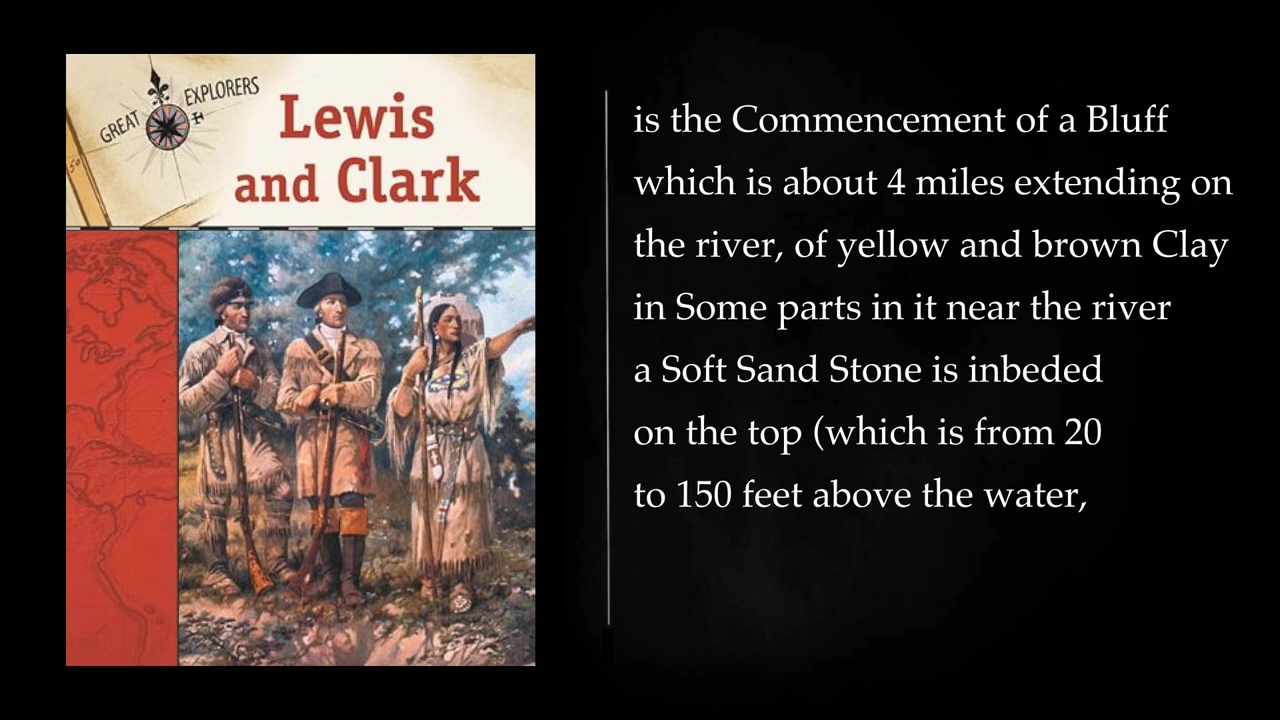 GREAT EXPLORERS
Lewis
and Clark
is the Commencement of a Bluff
which is about 4 miles extending on
the river, of yellow and brown Clay
in Some parts in it near the river
a Soft Sand Stone is inbeded
on the top (which is from 20
to 150 feet above the water,